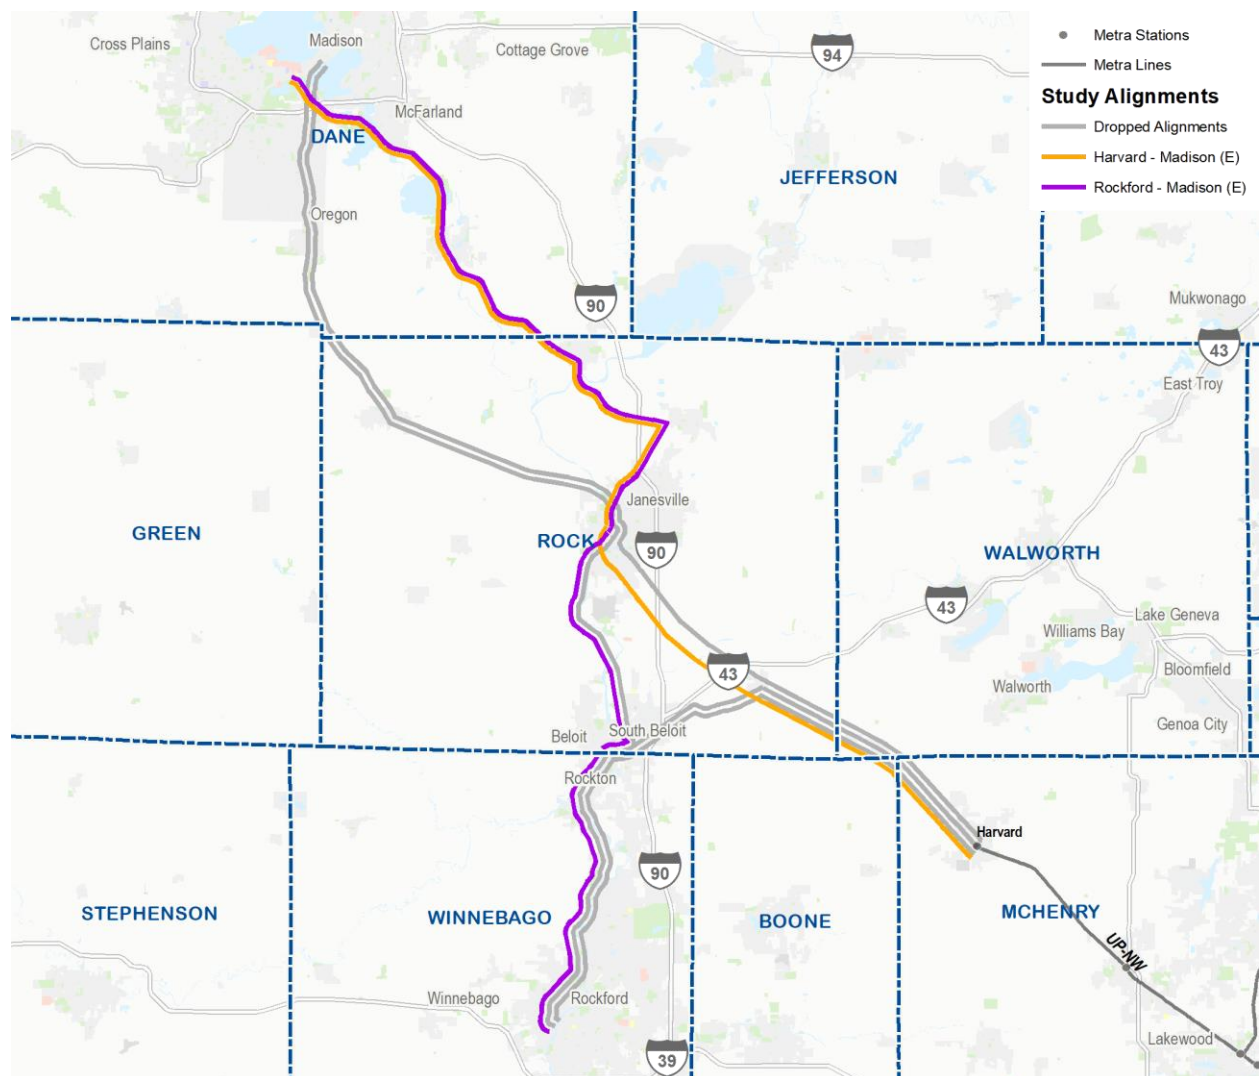 Cross Plains
Madison
Cottage Grove
94
McFarland
DANE
Oregon
JEFFERSON
90
Metra Stations
Metra Lines
Study Alignments
Dropped Alignments
Harvard - Madison (E)
Rockford - Madison (E)
Mukwonago
43
East Troy
Janesville
GREEN
ROCK
90
WALWORTH
43
Lake Geneva
Williams Bay
Bloomfield
Walworth
43
Genoa City
Beloit
South Beloit
Rockton
Harvard
90
STEPHENSON
WINNEBAGO
BOONE
MCHENRY
UP-NW
Winnebago
Rockford
Lakewood
39